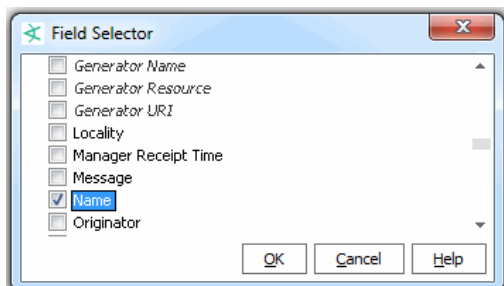 Field Selector
Generator Name
Generator Resource
Generator URI
Locality
Manager Receipt Time
Message
Name
Originator
OK Cancel Help